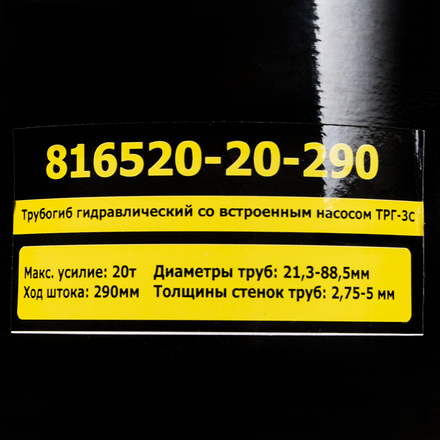 816520-20-290
Трубогиб гидравлический со встроенным насосом ТРГ-3С
Макс. усилие: 20т Диаметры труб: 21,3-88,5мм
Ход штока: 290мм Толщины стенок труб: 2,75-5 мм